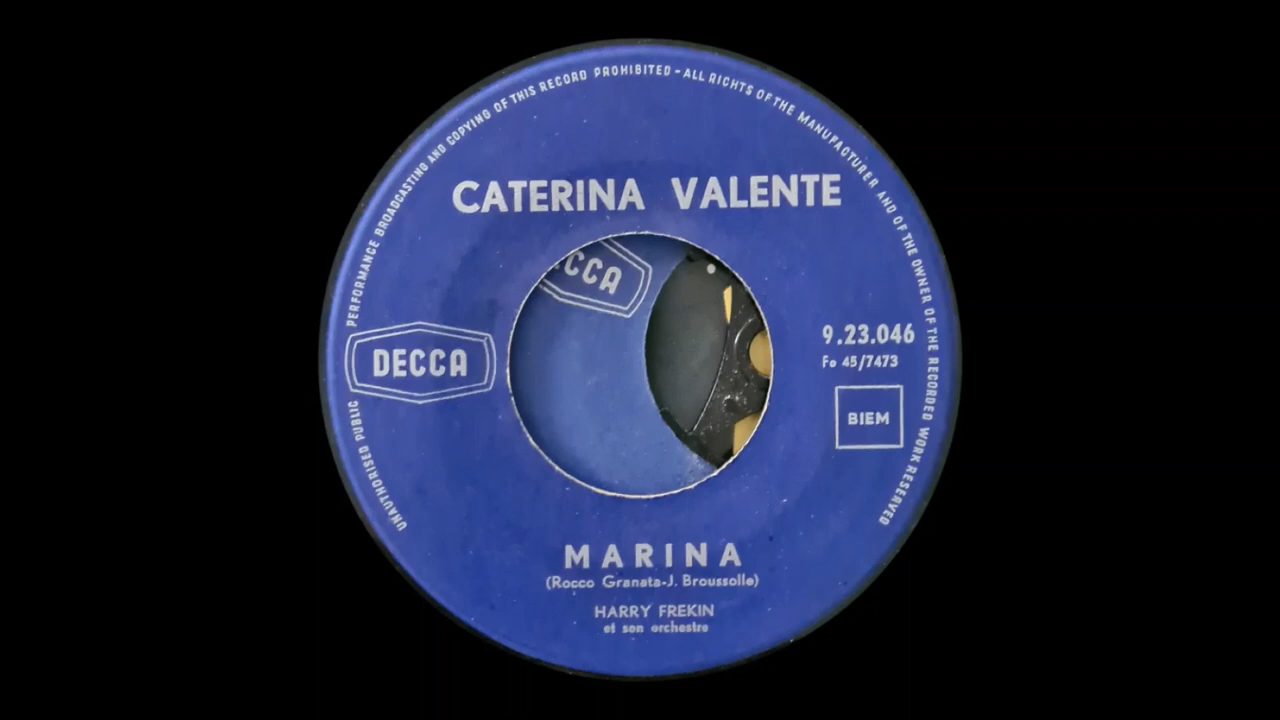 UNAUTHORISED PUBLIC PERFORMANCE BROADCASTING AND COPYING OF THIS RECORD PROHIBITED - ALL RIGHTS OF THE MANUFACTURER AND OF THE OWNER OF THE RECORDED WORK RESERVED
CATERINA VALENTE
CCA
9.23.046
DECCA
Fo 45/7473
BIEM
MARINA
(Rocco Granata-J. Broussolle)
HARRY FREKIN
et son orchestre